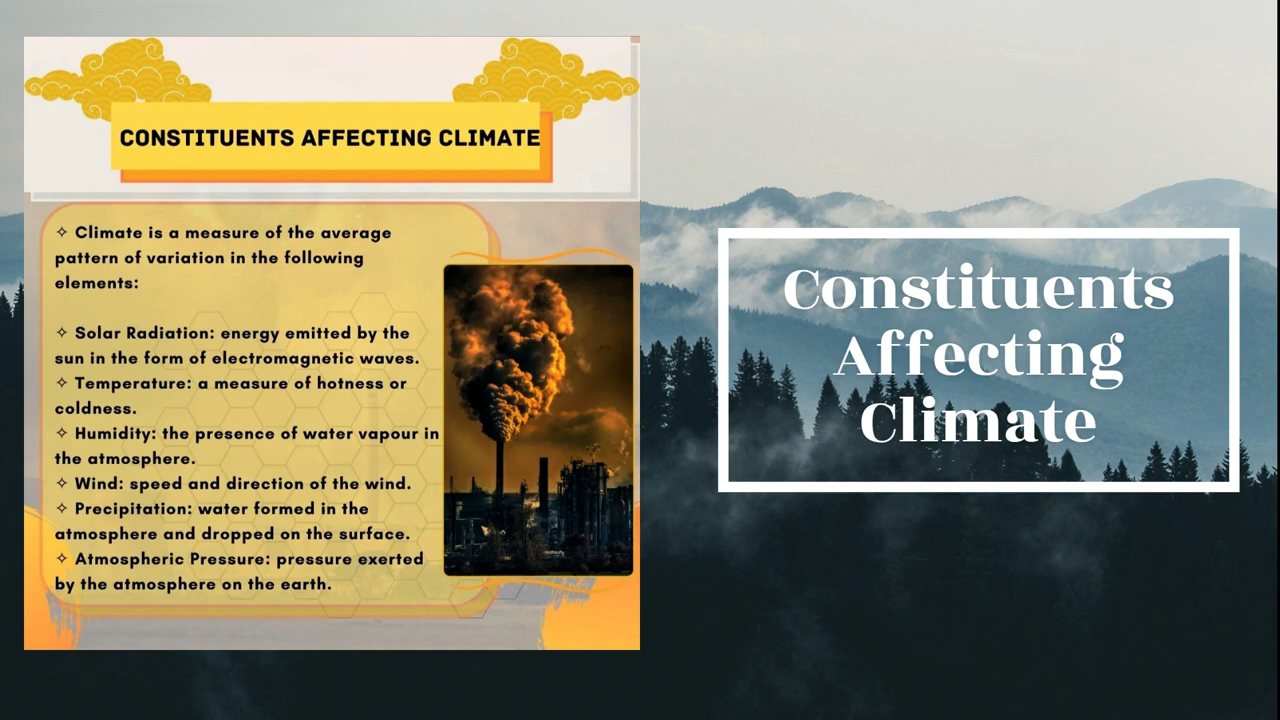 CONSTITUENTS AFFECTING CLIMATE
✧ Climate is a measure of the average
pattern of variation in the following
elements:
✧ Solar Radiation: energy emitted by the
sun in the form of electromagnetic waves.
✧ Temperature: a measure of hotness or
coldness.
✧ Humidity: the presence of water vapour in
the atmosphere.
✧ Wind: speed and direction of the wind.
✧ Precipitation: water formed in the
atmosphere and dropped on the surface.
✧ Atmospheric Pressure: pressure exerted
by the atmosphere on the earth.
Constituents
Affecting
Climate